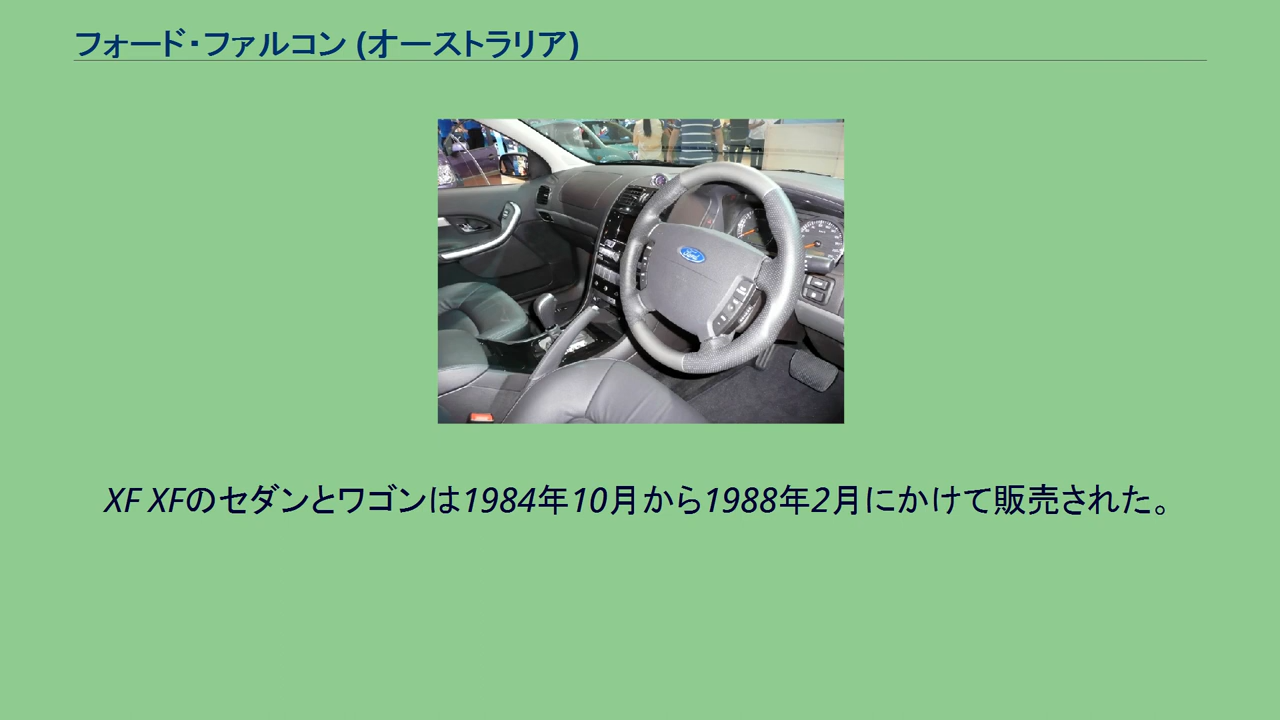 フォード・ファルコン (オーストラリア)
Ford
XF XFのセダンとワゴンは1984年10月から1988年2月にかけて販売された。